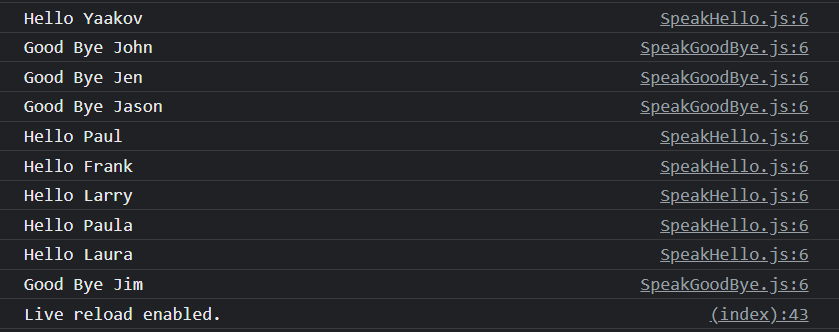 Hello Yaakov SpeakHello.js:6
Good Bye John SpeakGoodBye.js:6
Good Bye Jen SpeakGoodBye.js:6
Good Bye Jason SpeakGoodBye.js:6
Hello Paul SpeakHello.js:6
Hello Frank SpeakHello.js:6
Hello Larry SpeakHello.js:6
Hello Paula SpeakHello.js:6
Hello Laura SpeakHello.js:6
Good Bye Jim SpeakGoodBye.js:6
Live reload enabled. (index):43